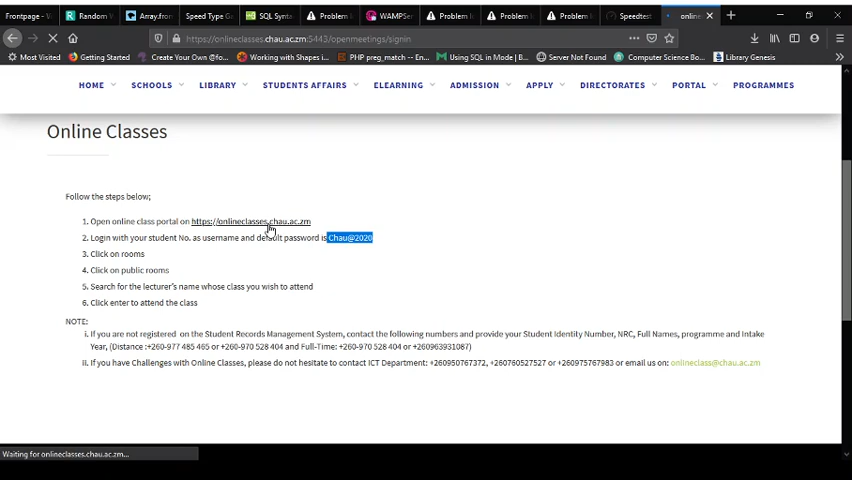 Frontpage - V
Random V
Array.fron
Speed Type G
SQL Synta
Problem l
WAMPSer
Problem l
Problem l
Problem l
Speedtest
online
https://onlineclasses.chau.ac.zm:5443/openmeetings/signin
Most Visited
Getting Started
Create Your Own @fo...
Working with Shapes i...
PHP preg_match -- En...
Using SQL in Mode | B...
Server Not Found
Computer Science Bo...
Library Genesis
HOME
SCHOOLS
LIBRARY
STUDENTS AFFAIRS
ELEARNING
ADMISSION
APPLY
DIRECTORATES
PORTAL
PROGRAMMES
Online Classes
Follow the steps below;
1. Open online class portal on https://onlineclasses.chau.ac.zm
2. Login with your student No. as username and default password is Chau@2020
3. Click on rooms
4. Click on public rooms
5. Search for the lecturer's name whose class you wish to attend
6. Click enter to attend the class
NOTE:
i. If you are not registered on the Student Records Management System, contact the following numbers and provide your Student Identity Number, NRC, Full Names, programme and Intake
Year, (Distance :+260-977 485 465 or +260-970 528 404 and Full-Time: +260-970 528 404 or +260963931087)
ii. If you have Challenges with Online Classes, please do not hesitate to contact ICT Department: +260950767372, +260760527527 or +260975767983 or email us on: onlineclass@chau.ac.zm
Waiting for onlineclasses.chau.ac.zm...